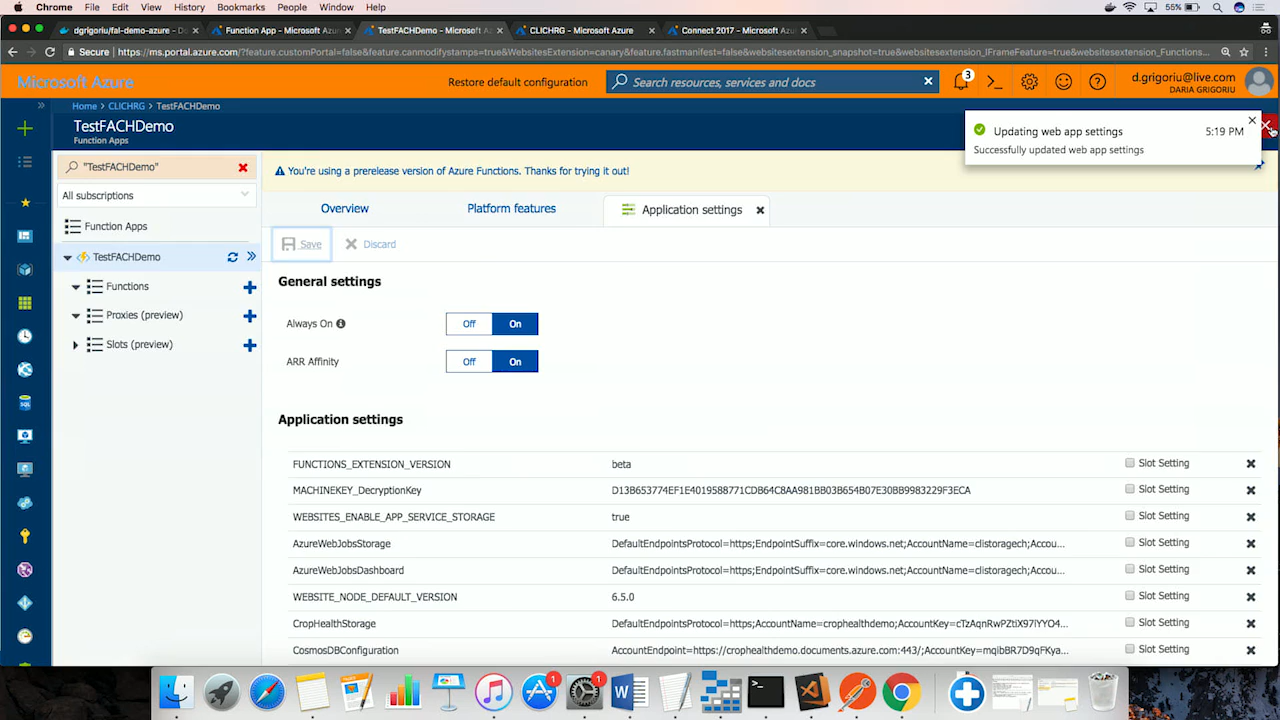 Chrome File Edit View History Bookmarks People Window Help 55%
dgrigoriu/fal-demo-azure - D Function App - Microsoft Azure TestFACHDemo - Microsoft A CLICHRG - Microsoft Azure Connect 2017 - Microsoft Azu
Secure https://ms.portal.azure.com/?feature.customPortal=false&feature.canmodifystamps=true&WebsitesExtension=canary&feature.fastmanifest=false&websitesextension_snapshot=true&websitesextension_IFrameFeature=true&websitesextension_Functions...
Microsoft Azure Restore default configuration Search resources, services and docs 3 d.grigoriu@live.com
DARIA GRIGORIU
Home > CLICHRG > TestFACHDemo
TestFACHDemo
Function Apps
Updating web app settings 5:19 PM
Successfully updated web app settings
"TestFACHDemo"
All subscriptions
Function Apps
TestFACHDemo
Functions
Proxies (preview)
Slots (preview)
You're using a prerelease version of Azure Functions. Thanks for trying it out!
Overview Platform features Application settings
Save Discard
General settings
Always On Off On
ARR Affinity Off On
Application settings
FUNCTIONS_EXTENSION_VERSION beta Slot Setting
MACHINEKEY_DecryptionKey D13B653774EF1E4019588771CDB64C8AA981BB03B654B07E30BB9983229F3ECA Slot Setting
WEBSITES_ENABLE_APP_SERVICE_STORAGE true Slot Setting
AzureWebJobsStorage DefaultEndpointsProtocol=https;EndpointSuffix=core.windows.net;AccountName=clistoragech;Accou... Slot Setting
AzureWebJobsDashboard DefaultEndpointsProtocol=https;EndpointSuffix=core.windows.net;AccountName=clistoragech;Accou... Slot Setting
WEBSITE_NODE_DEFAULT_VERSION 6.5.0 Slot Setting
CropHealthStorage DefaultEndpointsProtocol=https;AccountName=crophealthdemo;AccountKey=cTzAqnRwPZtiX97lYYO4... Slot Setting
CosmosDBConfiguration AccountEndpoint=https://crophealthdemo.documents.azure.com:443/;AccountKey=mqibBR7D9qFKya... Slot Setting
1 1